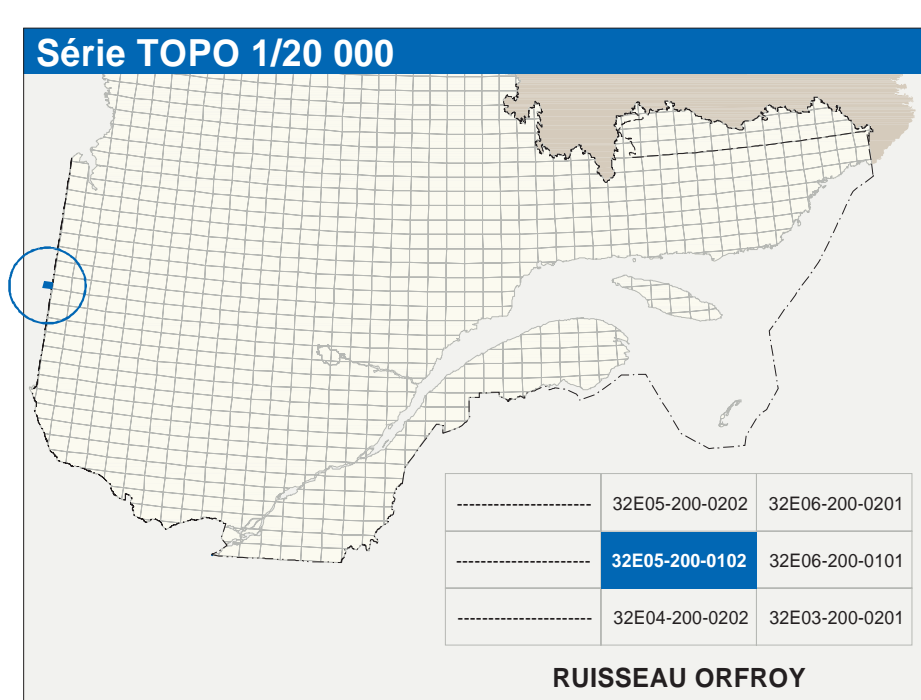 Série TOPO 1/20 000
-------------------- 32E05-200-0202 32E06-200-0201
-------------------- 32E05-200-0102 32E06-200-0101
-------------------- 32E04-200-0202 32E03-200-0201
RUISSEAU ORFROY